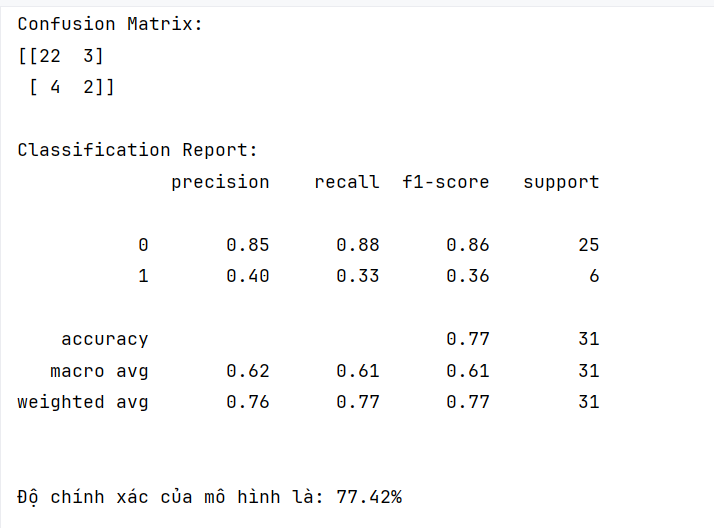 Confusion Matrix:
[[22  3]
 [ 4  2]]
Classification Report:
              precision    recall  f1-score   support
           0       0.85      0.88      0.86        25
           1       0.40      0.33      0.36         6
    accuracy                           0.77        31
   macro avg       0.62      0.61      0.61        31
weighted avg       0.76      0.77      0.77        31
Độ chính xác của mô hình là: 77.42%